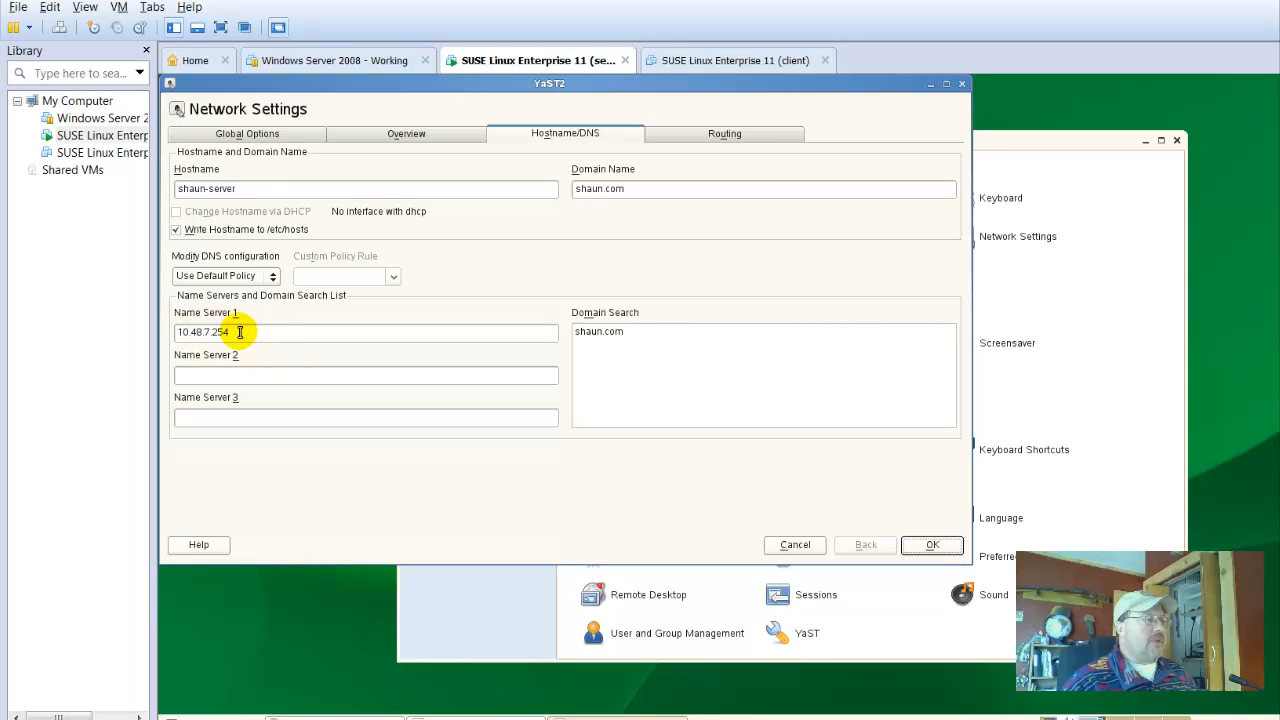 File Edit View VM Tabs Help
Library
Type here to sea...
My Computer
Windows Server 2
SUSE Linux Enterp
SUSE Linux Enterp
Shared VMs
Home
Windows Server 2008 - Working
SUSE Linux Enterprise 11 (se...
SUSE Linux Enterprise 11 (client)
YaST2
Network Settings
Global Options
Overview
Hostname/DNS
Routing
Hostname and Domain Name
Hostname
Domain Name
shaun-server
shaun.com
Change Hostname via DHCP
No interface with dhcp
Write Hostname to /etc/hosts
Modify DNS configuration
Custom Policy Rule
Use Default Policy
Name Servers and Domain Search List
Name Server 1
Domain Search
10.48.7.254
shaun.com
Name Server 2
Name Server 3
Help
Cancel
Back
OK
Keyboard
Network Settings
Screensaver
Keyboard Shortcuts
Language
Prefer
Remote Desktop
Sessions
Sound
User and Group Management
YaST